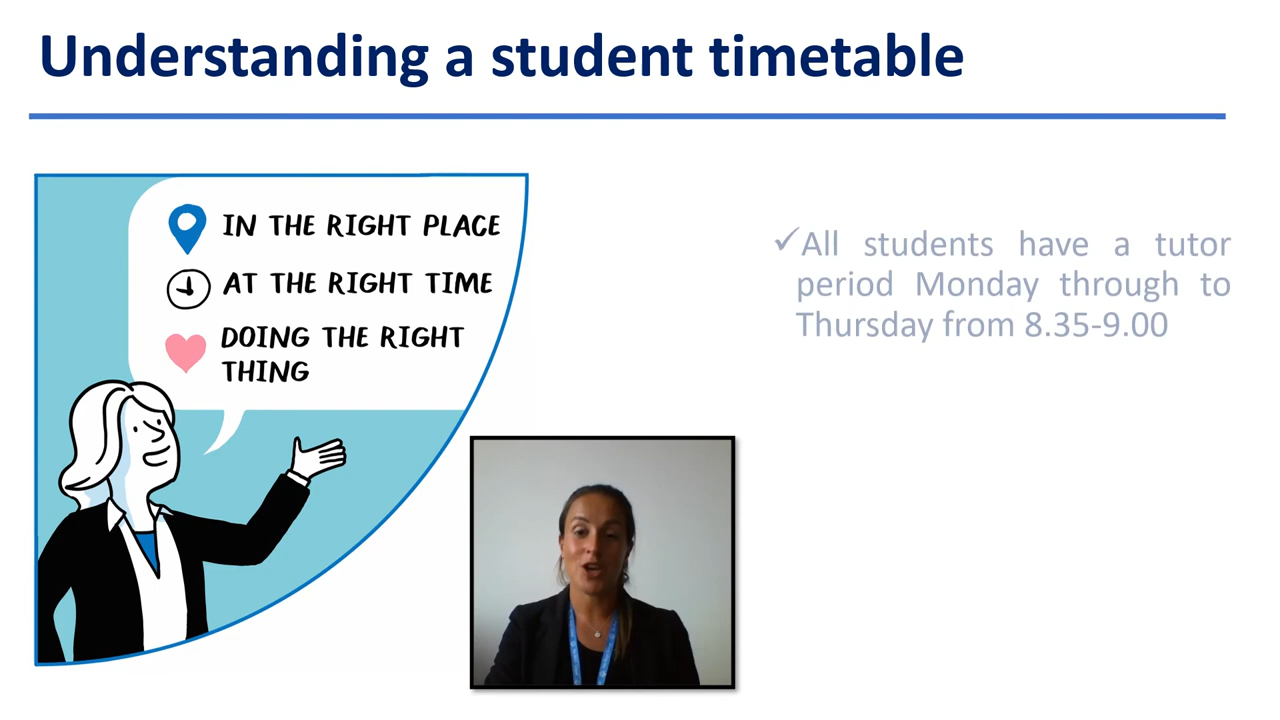 Understanding a student timetable
IN THE RIGHT PLACE
AT THE RIGHT TIME
DOING THE RIGHT
THING
✓All students have a tutor
period Monday through to
Thursday from 8.35-9.00